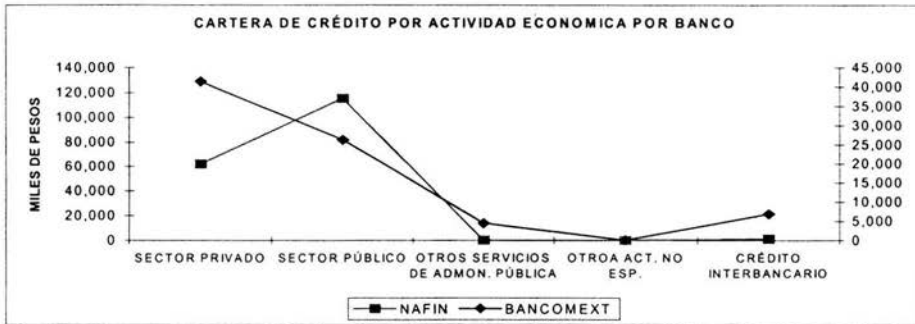 CARTERA DE CRÉDITO POR ACTIVIDAD ECONOMICA POR BANCO
MILES DE PESOS
140,000
120,000
100,000
80,000
60,000
40,000
20,000
0
45,000
40,000
35,000
30,000
25,000
20,000
15,000
10,000
5,000
0
SECTOR PRIVADO
SECTOR PÚBLICO
OTROS SERVICIOS
DE ADMON. PÚBLICA
OTROA ACT. NO
ESP.
CRÉDITO
INTERBANCARIO
NAFIN
BANCOMEXT